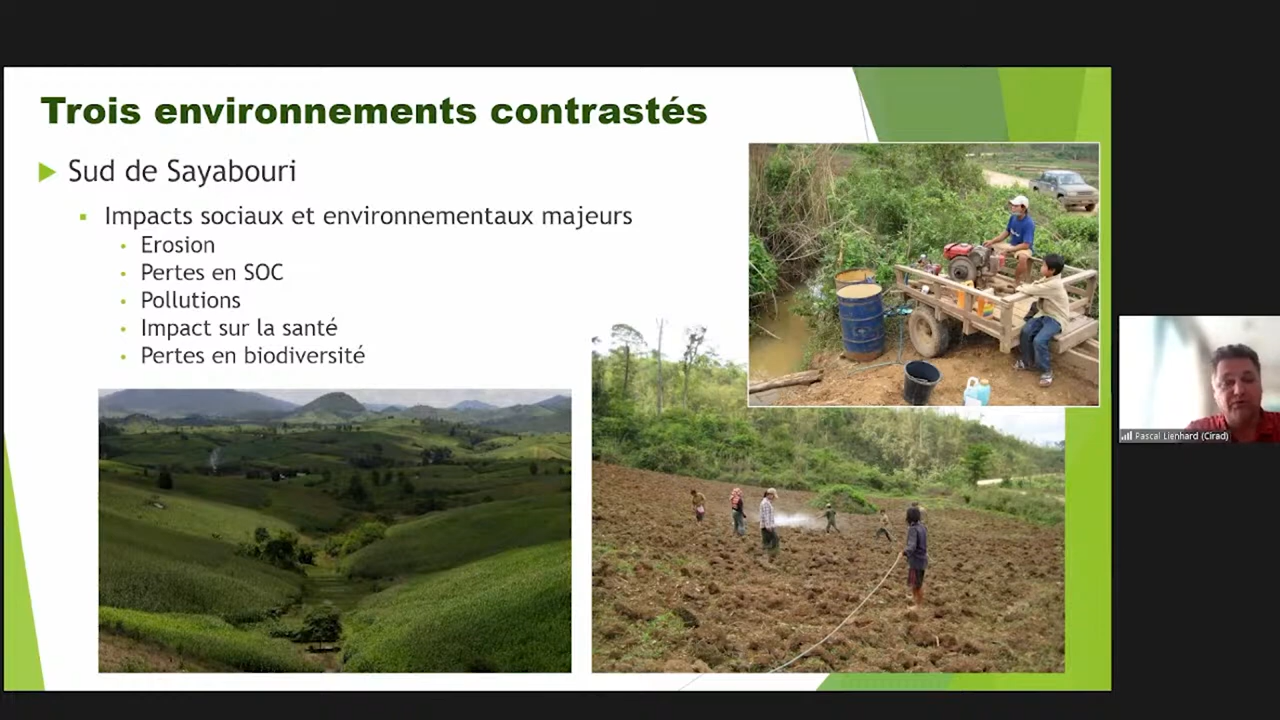 Trois environnements contrastés
Sud de Sayabouri
Impacts sociaux et environnementaux majeurs
Erosion
Pertes en SOC
Pollutions
Impact sur la santé
Pertes en biodiversité
Pascal Lienhard (Cirad)